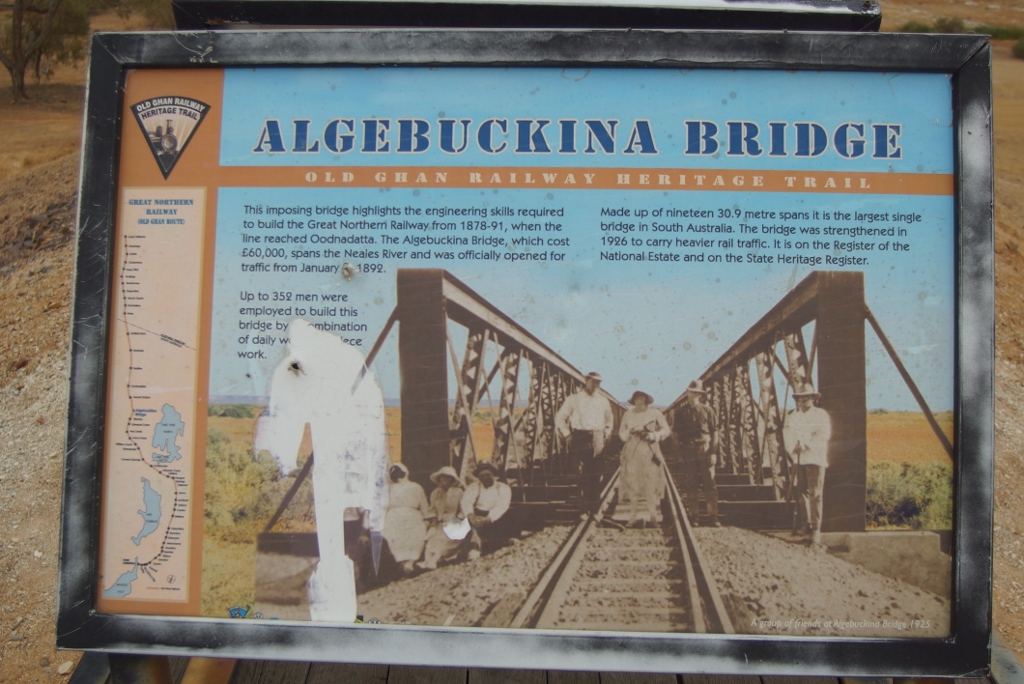 OLD GHAN RAILWAY
HERITAGE TRAIL
ALGEBUCKINA BRIDGE
OLD GHAN RAILWAY HERITAGE TRAIL
GREAT NORTHERN
RAILWAY
(OLD GHAN ROUTE)
This imposing bridge highlights the engineering skills required
to build the Great Northern Railway from 1878-91, when the
line reached Oodnadatta. The Algebuckina Bridge, which cost
£60,000, spans the Neales River and was officially opened for
traffic from January 1892.
Up to 352 men were
employed to build this
bridge by ombination
of daily w iece
work.
Made up of nineteen 30.9 metre spans it is the largest single
bridge in South Australia. The bridge was strengthened in
1926 to carry heavier rail traffic. It is on the Register of the
National Estate and on the State Heritage Register.
A group of friends at Algebuckina Bridge, 1925